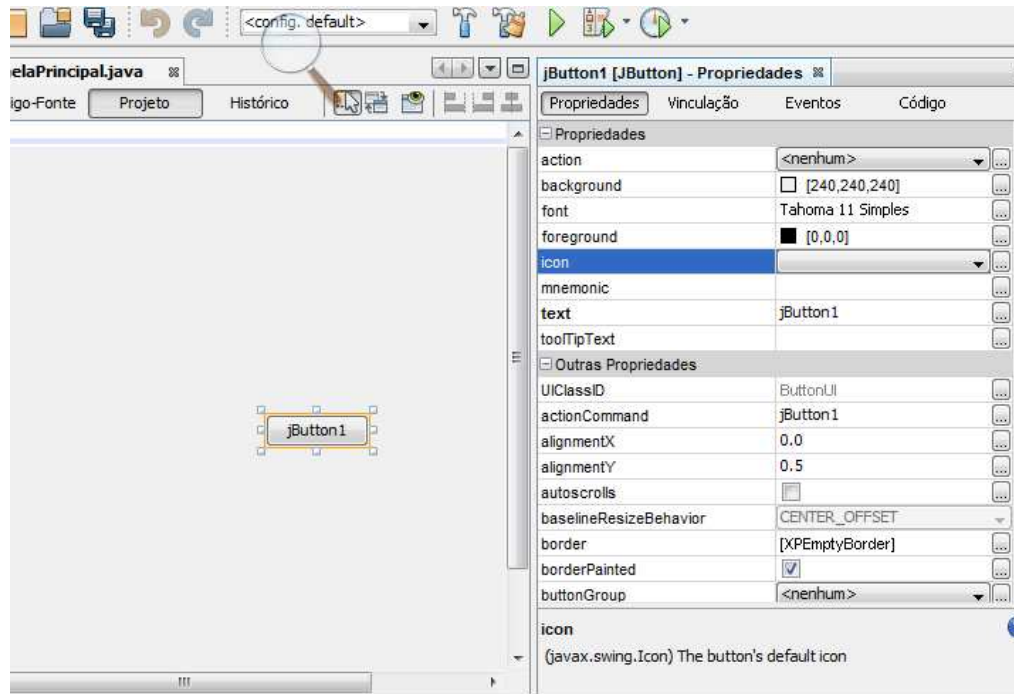 <config. default>
elaPrincipal.java
jButton1 [JButton] - Propriedades
igo-Fonte Projeto Histórico
Propriedades Vinculação Eventos Código
Propriedades
action <nenhum> ...
background [240,240,240] ...
font Tahoma 11 Simples ...
foreground [0,0,0] ...
icon ...
mnemonic ...
text jButton1 ...
toolTipText ...
Outras Propriedades
UIClassID ButtonUI ...
actionCommand jButton1 ...
alignmentX 0.0 ...
alignmentY 0.5 ...
autoscrolls ...
baselineResizeBehavior CENTER_OFFSET
border [XPEmptyBorder] ...
borderPainted ...
buttonGroup <nenhum> ...
jButton1
icon
(javax.swing.Icon) The button's default icon